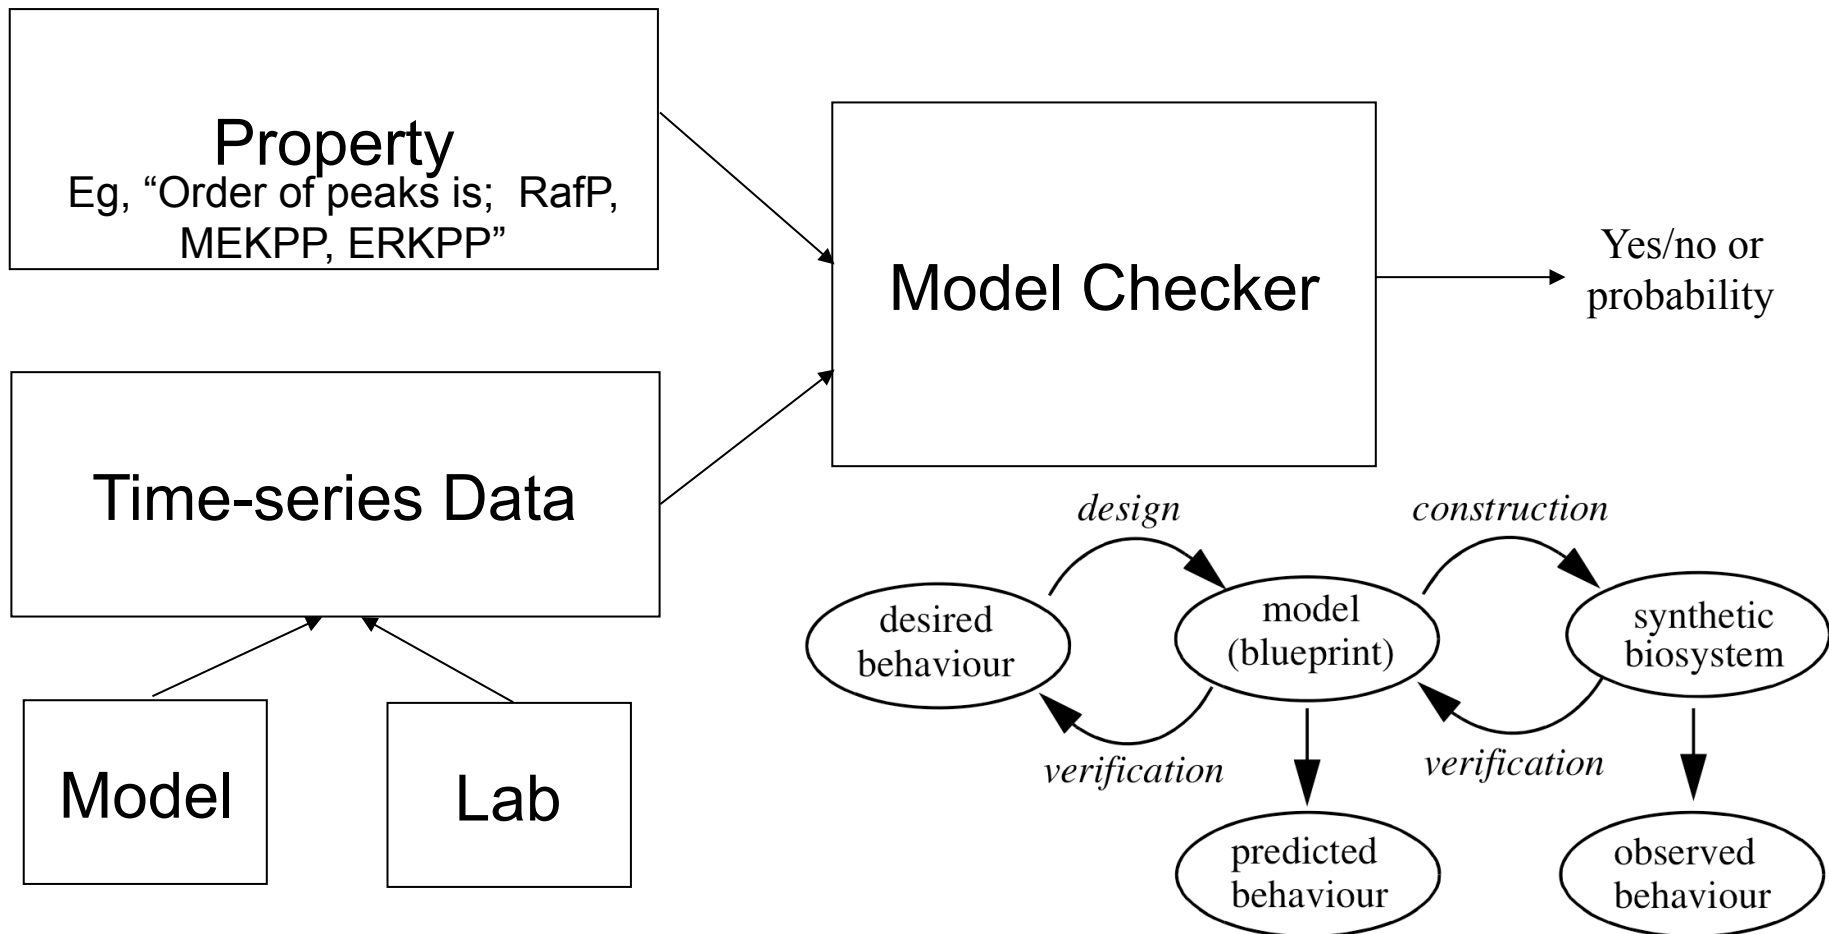 Property
Eg, “Order of peaks is; RafP,
MEKPP, ERKPP”
Model Checker
Yes/no or
probability
Time-series Data
Model
Lab
design
construction
desired
behaviour
model
(blueprint)
synthetic
biosystem
verification
verification
predicted
behaviour
observed
behaviour